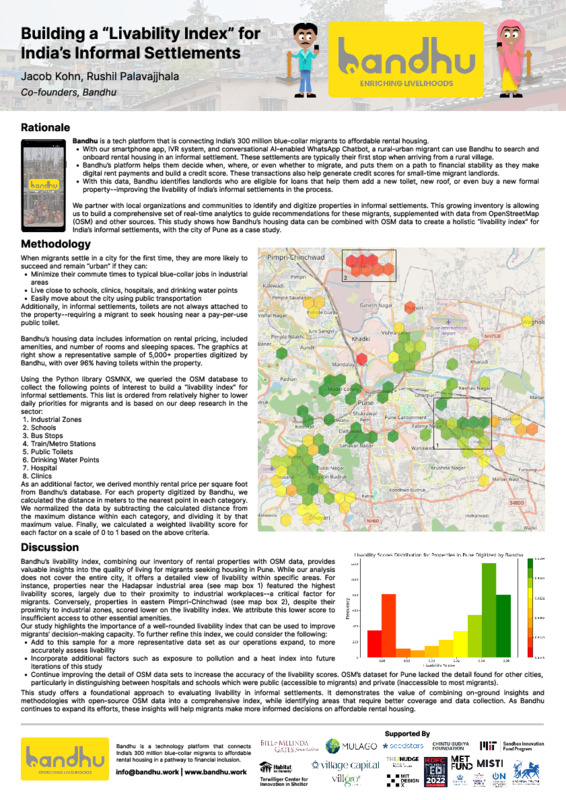 Building a “Livability Index” for
India’s Informal Settlements
Jacob Kohn, Rushil Palavajjhala
Co-founders, Bandhu
bandhu
ENRICHING LIVELIHOODS
Rationale
Bandhu is a tech platform that is connecting India's 300 million blue-collar migrants to affordable rental housing.
• With our smartphone app, IVR system, and conversational AI-enabled WhatsApp Chatbot, a rural-urban migrant can use Bandhu to search and
onboard rental housing in an informal settlement. These settlements are typically their first stop when arriving from a rural village.
• Bandhu's platform helps them decide when, where, or even whether to migrate, and puts them on a path to financial stability as they make
digital rent payments and build a credit score. These transactions also help generate credit scores for small-time migrant landlords.
• With this data, Bandhu identifies landlords who are eligible for loans that help them add a new toilet, new roof, or even buy a new formal
property--improving the livability of India's informal settlements in the process.
We partner with local organizations and communities to identify and digitize properties in informal settlements. This growing inventory is allowing
us to build a comprehensive set of real-time analytics to guide recommendations for these migrants, supplemented with data from OpenStreetMap
(OSM) and other sources. This study shows how Bandhu's housing data can be combined with OSM data to create a holistic "livability index" for
India's informal settlements, with the city of Pune as a case study.
bandhu
Methodology
When migrants settle in a city for the first time, they are more likely to
succeed and remain "urban" if they can:
• Minimize their commute times to typical blue-collar jobs in industrial
areas
• Live close to schools, clinics, hospitals, and drinking water points
• Easily move about the city using public transportation
Additionally, in informal settlements, toilets are not always attached to the
property--requiring a migrant to seek housing near a pay-per-use
public toilet.
Bandhu's housing data includes information on rental pricing, included
amenities, and number of rooms and sleeping spaces. The graphics at
right show a representative sample of 5,000+ properties digitized by
Bandhu, with over 96% having toilets within the property.
Using the Python library OSMNX, we queried the OSM database to
collect the following points of interest to build a "livability index" for
informal settlements. This list is ordered from relatively higher to lower
daily priorities for migrants and is based on our deep research in the
sector:
1. Industrial Zones
2. Schools
3. Bus Stops
4. Train/Metro Stations
5. Public Toilets
6. Drinking Water Points
7. Hospital
8. Clinics
As an additional factor, we derived monthly rental price per square foot
from Bandhu's database. For each property digitized by Bandhu, we
calculated the distance in meters to the nearest point in each category.
We normalized the data by subtracting the calculated distance from
the maximum distance within each category, and dividing it by that
maximum value. Finally, we calculated a weighted livability score for
each factor on a scale of 0 to 1 based on the above criteria.
Pimpri-Chinchwad
Pimpri
Khadki
Aundh
Pashan
Pune
Kharadi
Wagholi
2
1
Discussion
Bandhu's livability index, combining our inventory of rental properties with OSM data, provides
valuable insights into the quality of living for migrants seeking housing in Pune. While our analysis
does not cover the entire city, it offers a detailed view of livability within specific areas. For
instance, properties near the Hadapsar industrial area (see map box 1) featured the highest
livability scores, largely due to their proximity to industrial workplaces--a critical factor for
migrants. Conversely, properties in eastern Pimpri-Chinchwad (see map box 2), despite their
proximity to industrial zones, scored lower on the livability index. We attribute this lower score to
insufficient access to other essential amenities.
Our study highlights the importance of a well-rounded livability index that can be used to improve
migrants' decision-making capacity. To further refine this index, we could consider the following:
• Add to this sample for a more representative data set as our operations expand, to more
accurately assess livability
• Incorporate additional factors such as exposure to pollution and a heat index into future
iterations of this study
• Continue improving the detail of OSM data sets to increase the accuracy of the livability scores. OSM's dataset for Pune lacked the detail found for other cities,
particularly in distinguishing between hospitals and schools which were public (accessible to migrants) and private (inaccessible to most migrants).
This study offers a foundational approach to evaluating livability in informal settlements. It demonstrates the value of combining on-ground insights and
methodologies with open-source OSM data into a comprehensive index, while identifying areas that require better coverage and data collection. As Bandhu
continues to expand its efforts, these insights will help migrants make more informed decisions on affordable rental housing.
Livability Scores Distribution for Properties in Pune Digitized by Bandhu
Frequency
bandhu
ENRICHING LIVELIHOODS
Bandhu is a technology platform that connects
India's 300 million blue-collar migrants to affordable
rental housing in a pathway to financial inclusion.
info@bandhu.work | www.bandhu.work
Supported By
BILL & MELINDA
GATES foundation
MULAGO
seedstars
CHINTU GUDIYA
FOUNDATION
MIT
Sandbox Innovation
Fund Program
Habitat
for Humanity
Terwilliger Center for
Innovation in Shelter
village capital
villgro
THE/NUDGE
MIT
DESIGN
X
2022
MET
FUND
MISTI